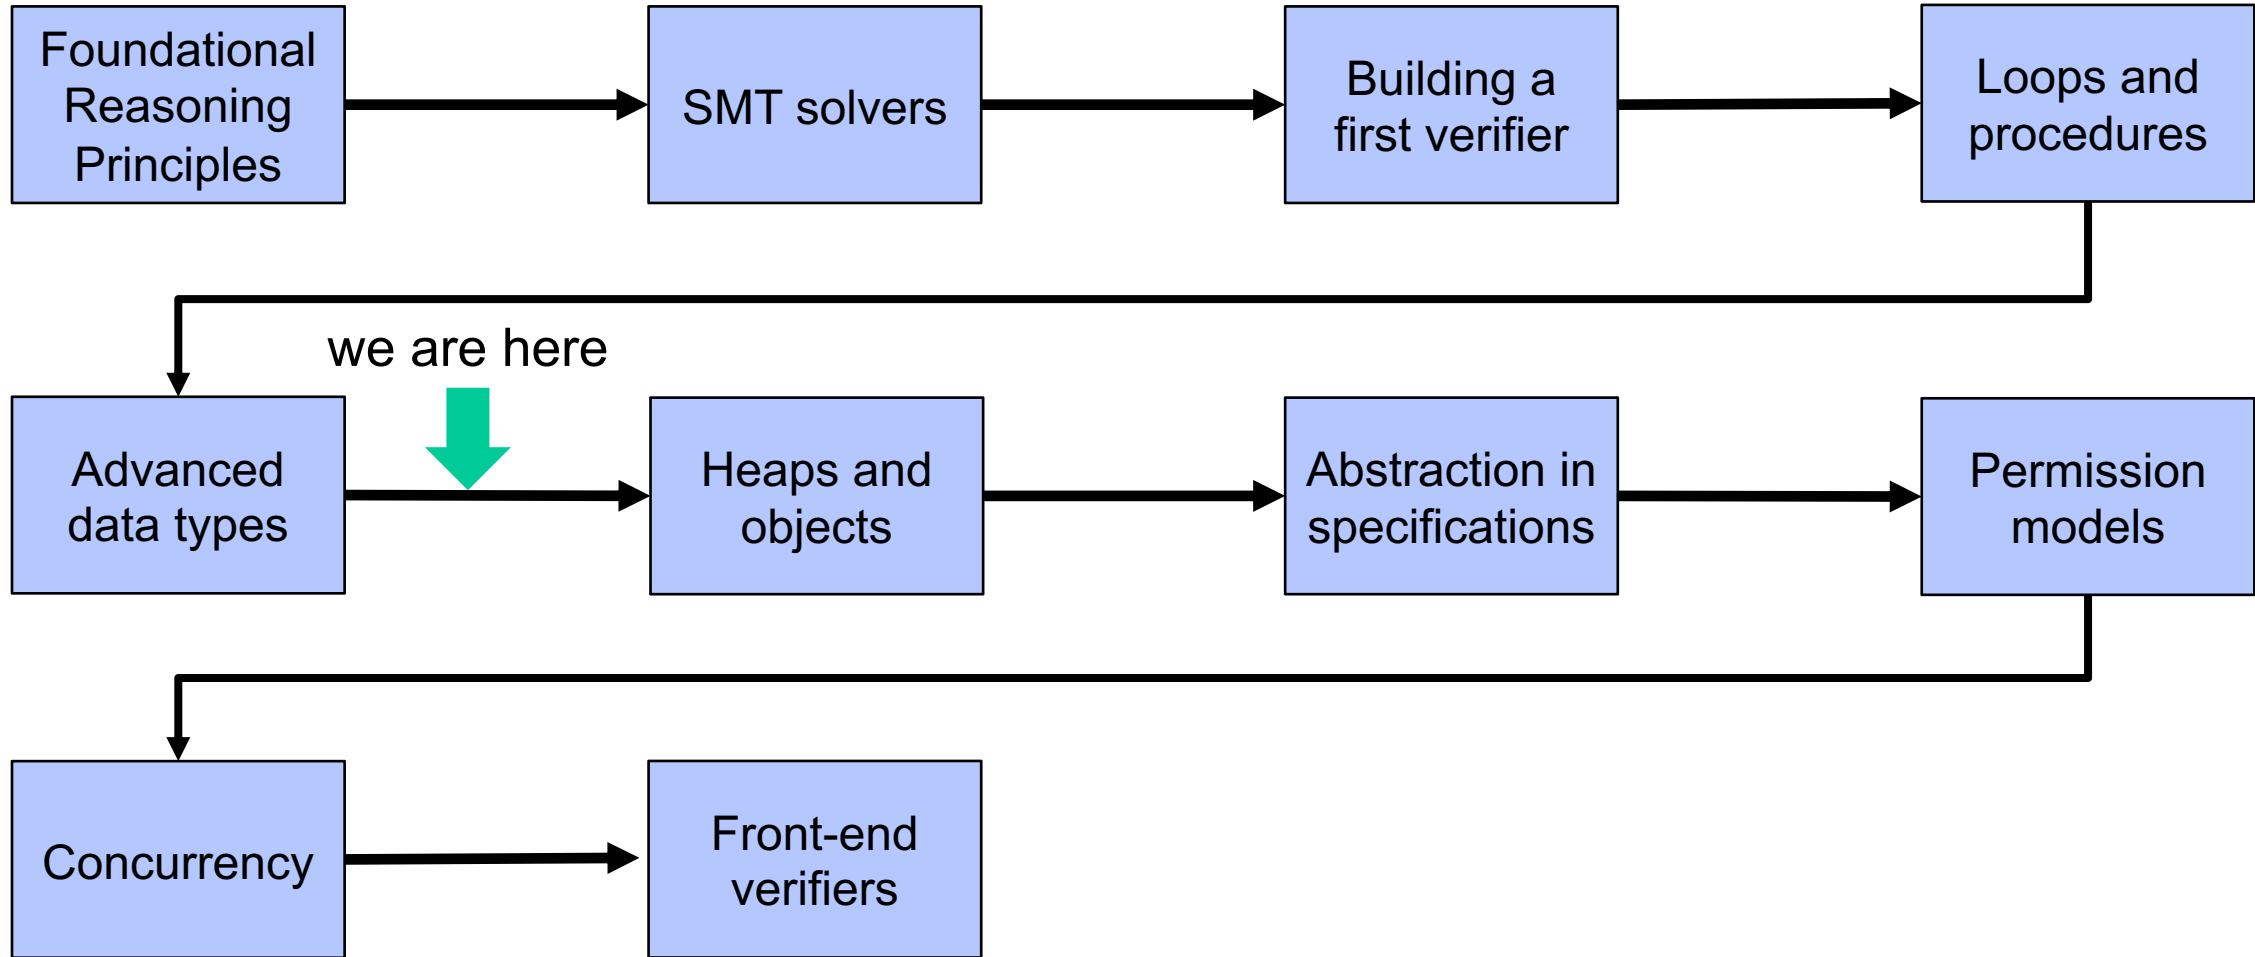 Foundational
Reasoning
Principles
SMT solvers
Building a
first verifier
Loops and
procedures
we are here
Advanced
data types
Heaps and
objects
Abstraction in
specifications
Permission
models
Concurrency
Front-end
verifiers